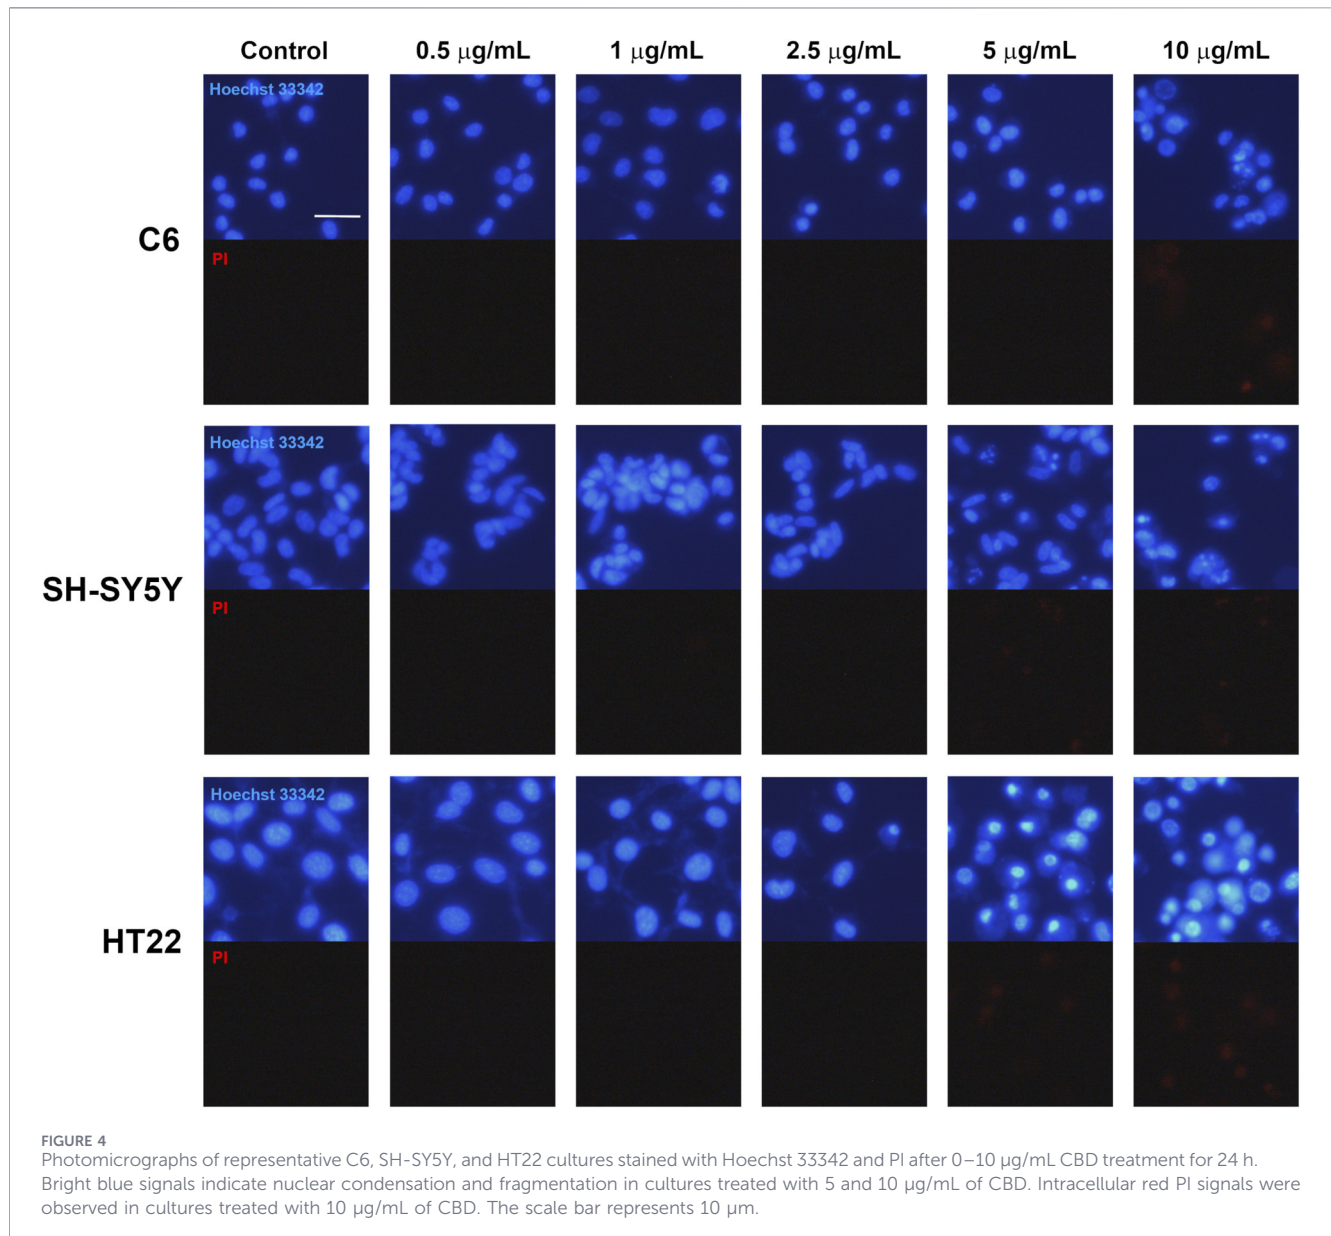 Control 0.5 μg/mL 1 μg/mL 2.5 μg/mL 5 μg/mL 10 μg/mL
Hoechst 33342
C6
PI
Hoechst 33342
SH-SY5Y
PI
Hoechst 33342
HT22
PI
FIGURE 4
Photomicrographs of representative C6, SH-SY5Y, and HT22 cultures stained with Hoechst 33342 and PI after 0–10 μg/mL CBD treatment for 24 h.
Bright blue signals indicate nuclear condensation and fragmentation in cultures treated with 5 and 10 μg/mL of CBD. Intracellular red PI signals were
observed in cultures treated with 10 μg/mL of CBD. The scale bar represents 10 μm.